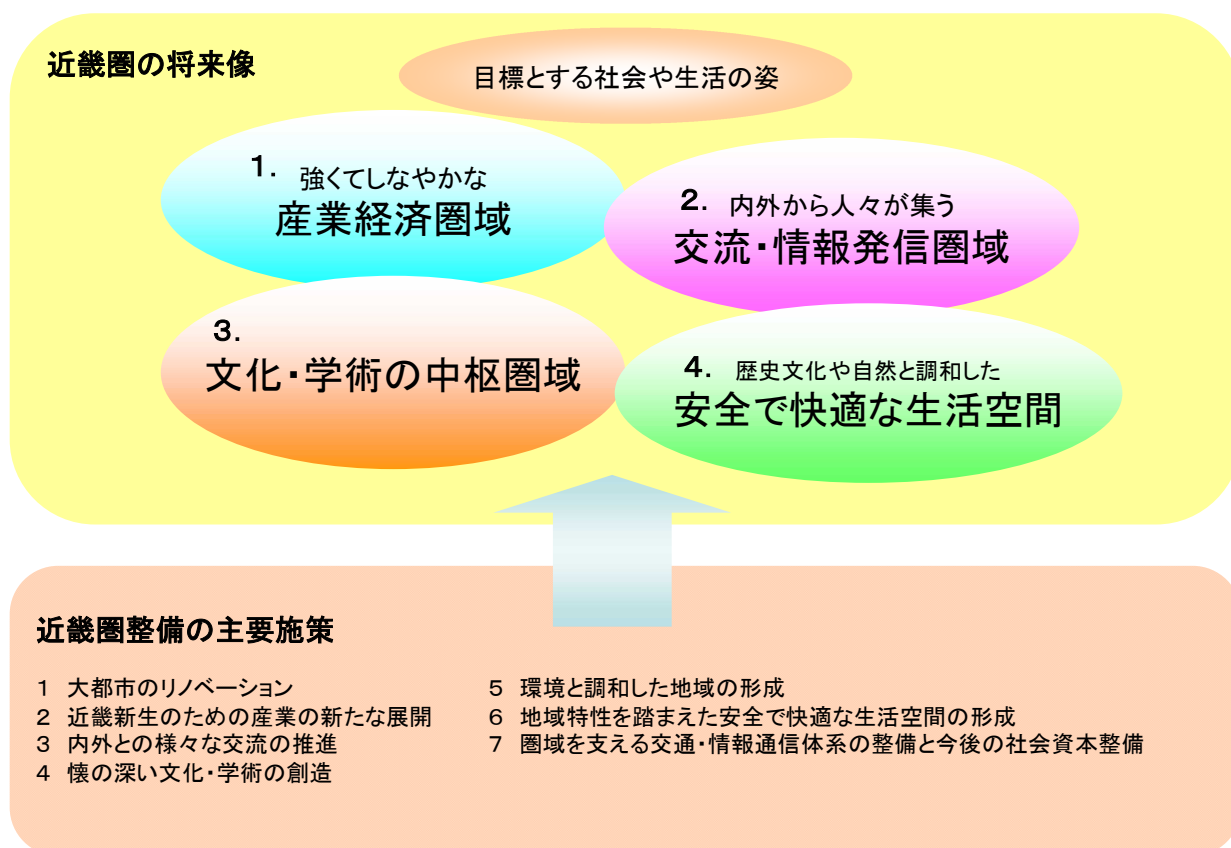 近畿圏の将来像
目標とする社会や生活の姿
1. 強くてしなやかな
産業経済圏域
2. 内外から人々が集う
交流・情報発信圏域
3.
文化・学術の中枢圏域
4. 歴史文化や自然と調和した
安全で快適な生活空間
近畿圏整備の主要施策
1 大都市のリノベーション
2 近畿新生のための産業の新たな展開
3 内外との様々な交流の推進
4 懐の深い文化・学術の創造
5 環境と調和した地域の形成
6 地域特性を踏まえた安全で快適な生活空間の形成
7 圏域を支える交通・情報通信体系の整備と今後の社会資本整備